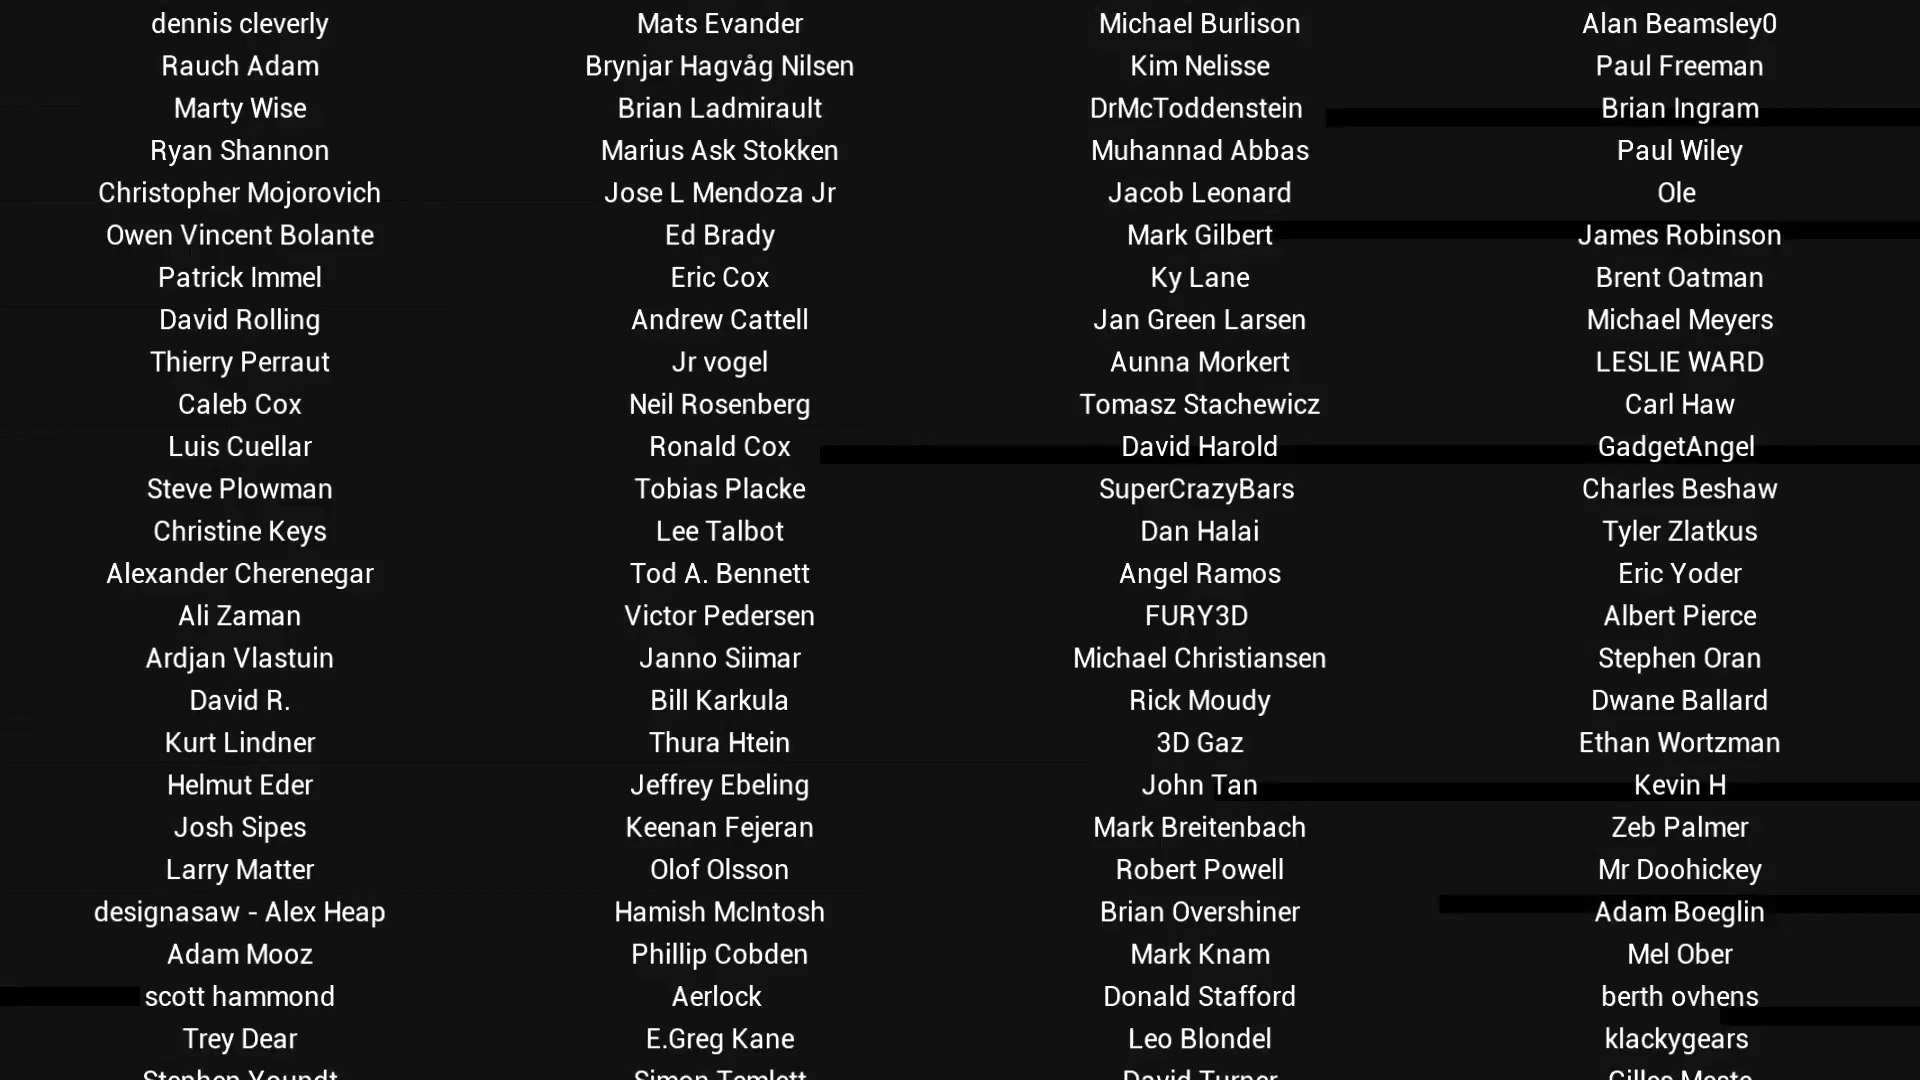 dennis cleverly Mats Evander Michael Burlison Alan Beamsley0
Rauch Adam Brynjar Hagvåg Nilsen Kim Nelisse Paul Freeman
Marty Wise Brian Ladmirault DrMcToddenstein Brian Ingram
Ryan Shannon Marius Ask Stokken Muhannad Abbas Paul Wiley
Christopher Mojorovich Jose L Mendoza Jr Jacob Leonard Ole
Owen Vincent Bolante Ed Brady Mark Gilbert James Robinson
Patrick Immel Eric Cox Ky Lane Brent Oatman
David Rolling Andrew Cattell Jan Green Larsen Michael Meyers
Thierry Perraut Jr vogel Aunna Morkert LESLIE WARD
Caleb Cox Neil Rosenberg Tomasz Stachewicz Carl Haw
Luis Cuellar Ronald Cox David Harold GadgetAngel
Steve Plowman Tobias Placke SuperCrazyBars Charles Beshaw
Christine Keys Lee Talbot Dan Halai Tyler Zlatkus
Alexander Cherenegar Tod A. Bennett Angel Ramos Eric Yoder
Ali Zaman Victor Pedersen FURY3D Albert Pierce
Ardjan Vlastuin Janno Siimar Michael Christiansen Stephen Oran
David R. Bill Karkula Rick Moudy Dwane Ballard
Kurt Lindner Thura Htein 3D Gaz Ethan Wortzman
Helmut Eder Jeffrey Ebeling John Tan Kevin H
Josh Sipes Keenan Fejeran Mark Breitenbach Zeb Palmer
Larry Matter Olof Olsson Robert Powell Mr Doohickey
designasaw - Alex Heap Hamish McIntosh Brian Overshiner Adam Boeglin
Adam Mooz Phillip Cobden Mark Knam Mel Ober
scott hammond Aerlock Donald Stafford berth ovhens
Trey Dear E.Greg Kane Leo Blondel klackygears
Stephen Simon David Turner Gilles